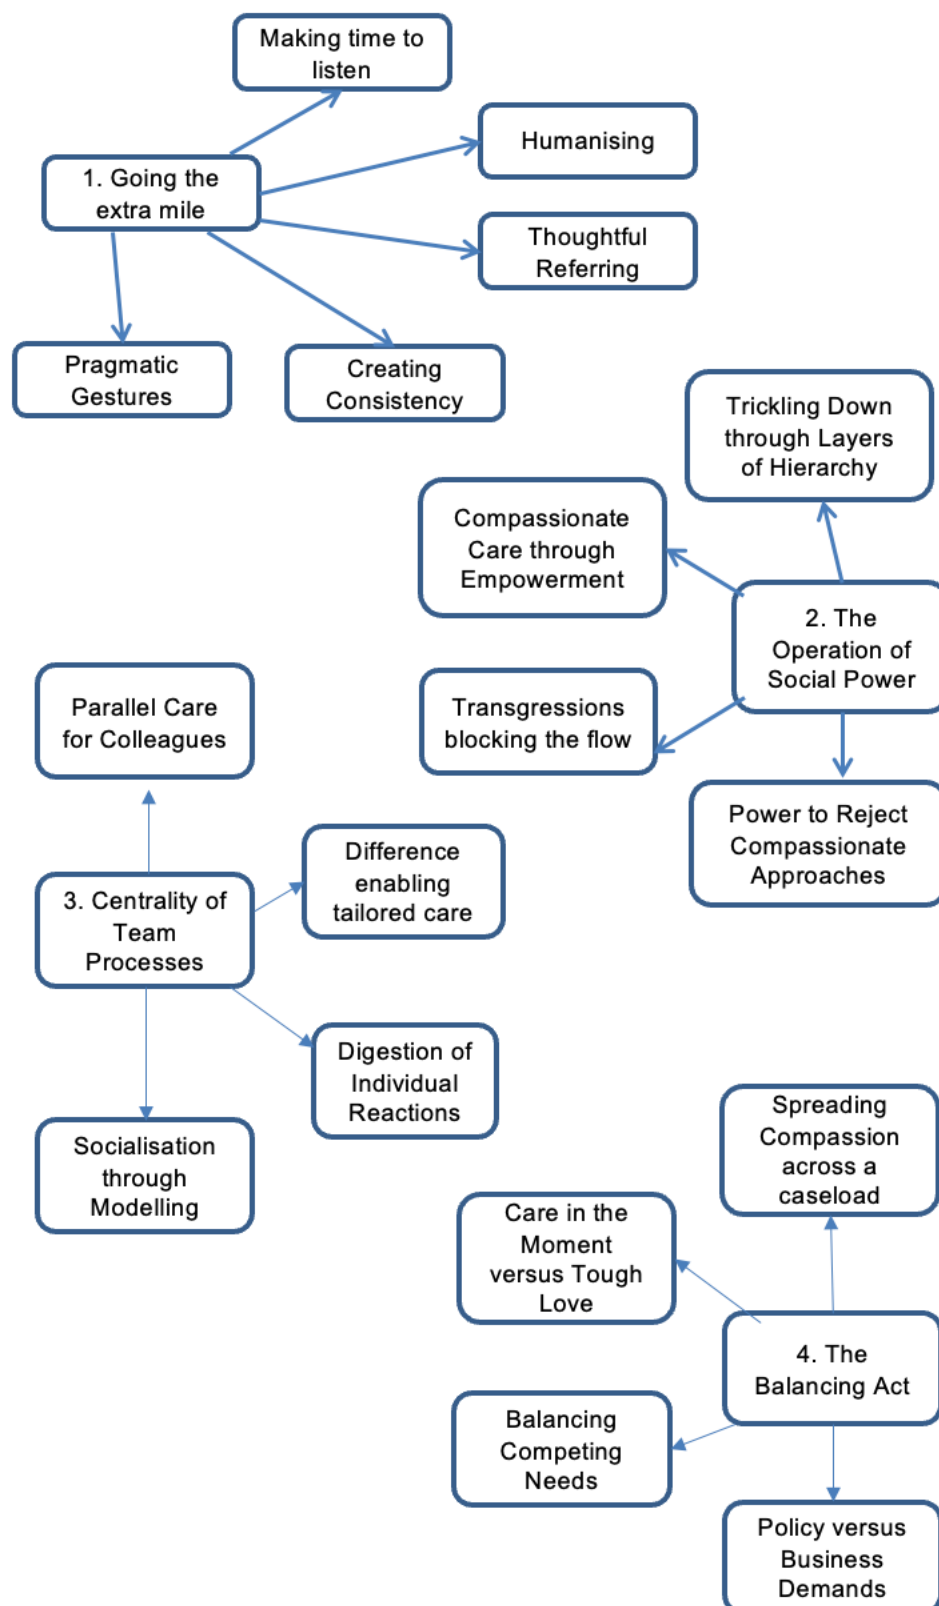 Making time to
listen
Humanising
1. Going the
extra mile
Thoughtful
Referring
Pragmatic
Gestures
Creating
Consistency
Trickling Down
through Layers
of Hierarchy
Compassionate
Care through
Empowerment
2. The
Operation of
Social Power
Transgressions
blocking the flow
Power to Reject
Compassionate
Approaches
Parallel Care
for Colleagues
Difference
enabling
tailored care
3. Centrality of
Team
Processes
Digestion of
Individual
Reactions
Socialisation
through
Modelling
Spreading
Compassion
across a
caseload
Care in the
Moment
versus Tough
Love
4. The
Balancing Act
Balancing
Competing
Needs
Policy versus
Business
Demands